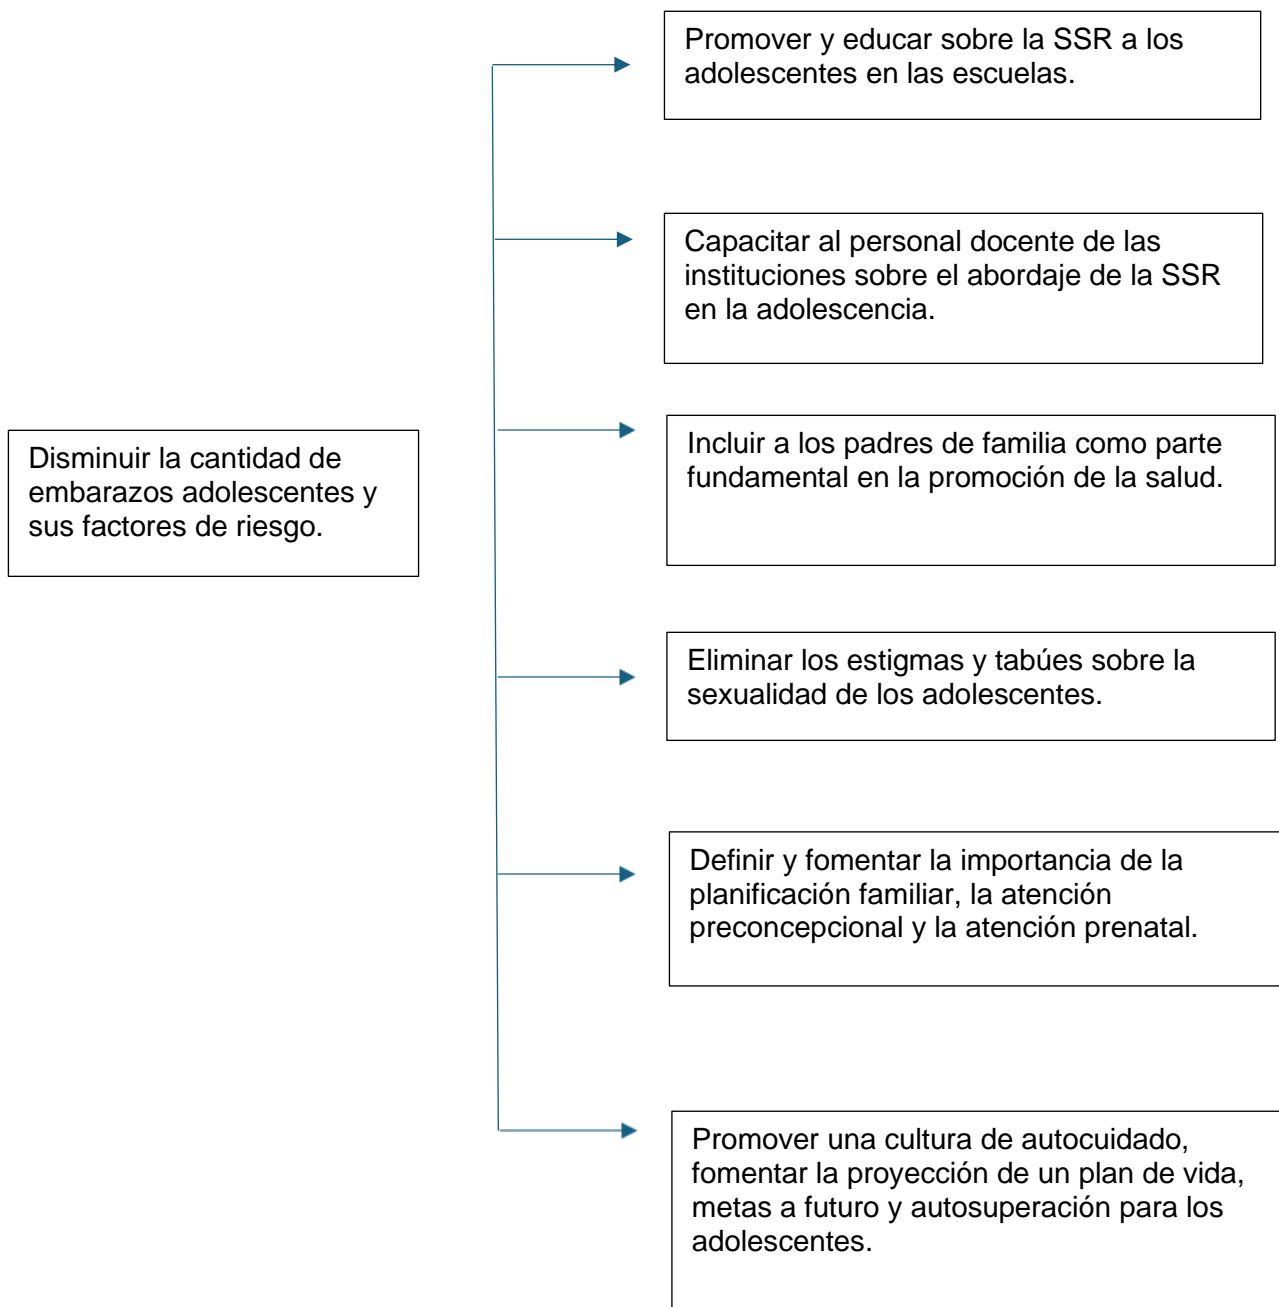 Promover y educar sobre la SSR a los
adolescentes en las escuelas.
Capacitar al personal docente de las
instituciones sobre el abordaje de la SSR
en la adolescencia.
Incluir a los padres de familia como parte
fundamental en la promoción de la salud.
Disminuir la cantidad de
embarazos adolescentes y
sus factores de riesgo.
Eliminar los estigmas y tabúes sobre la
sexualidad de los adolescentes.
Definir y fomentar la importancia de la
planificación familiar, la atención
preconcepcional y la atención prenatal.
Promover una cultura de autocuidado,
fomentar la proyección de un plan de vida,
metas a futuro y autosuperación para los
adolescentes.